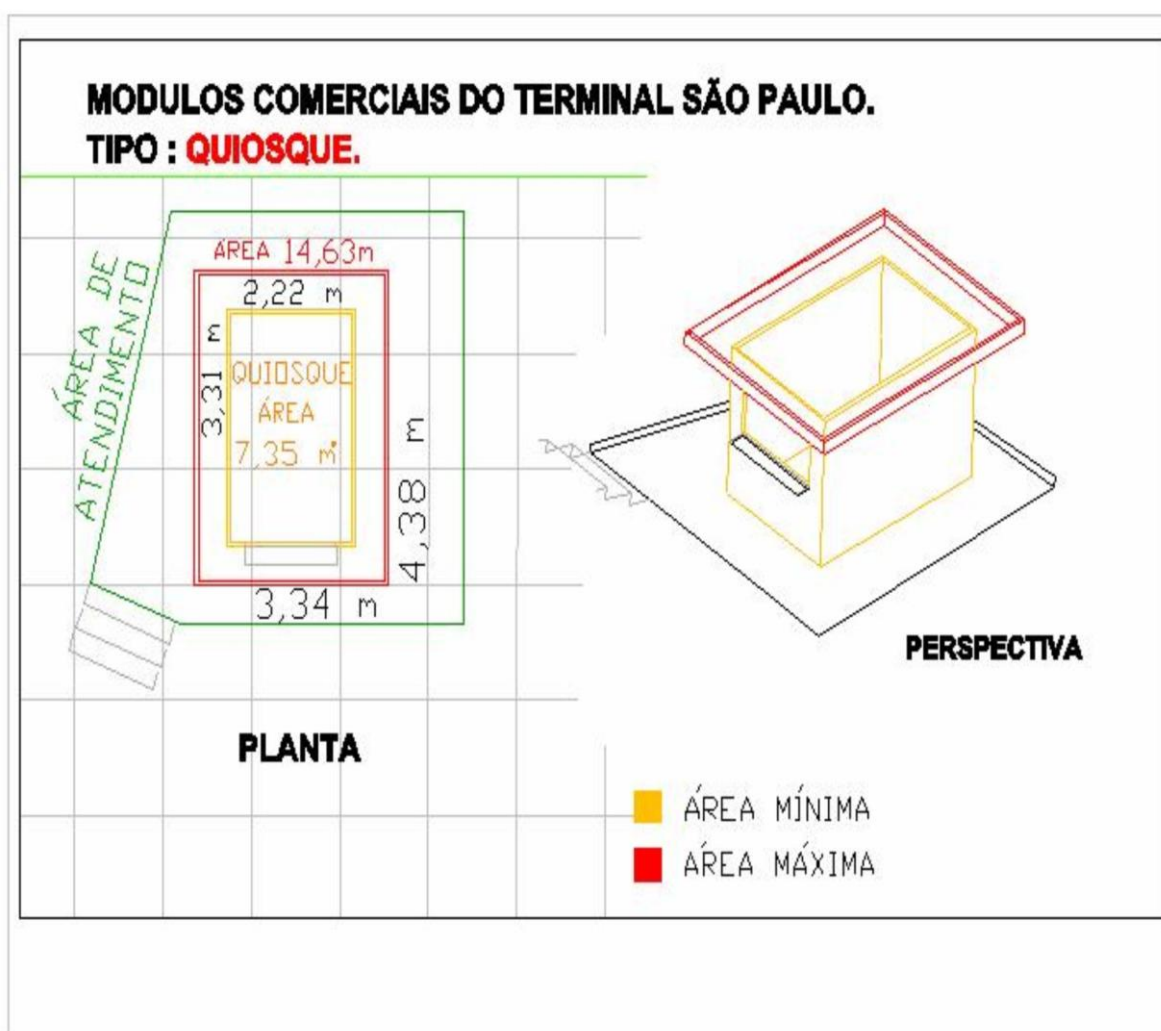 MODULOS COMERCIAIS DO TERMINAL SÃO PAULO.
TIPO : QUIOSQUE.
ÁREA DE
ATENDIMENTO
ÁREA 14,63m
2,22 m
3,31 m
QUIOSQUE
ÁREA
7,35 m²
4,38 m
3,34 m
PLANTA
PERSPECTIVA
ÁREA MÍNIMA
ÁREA MÁXIMA